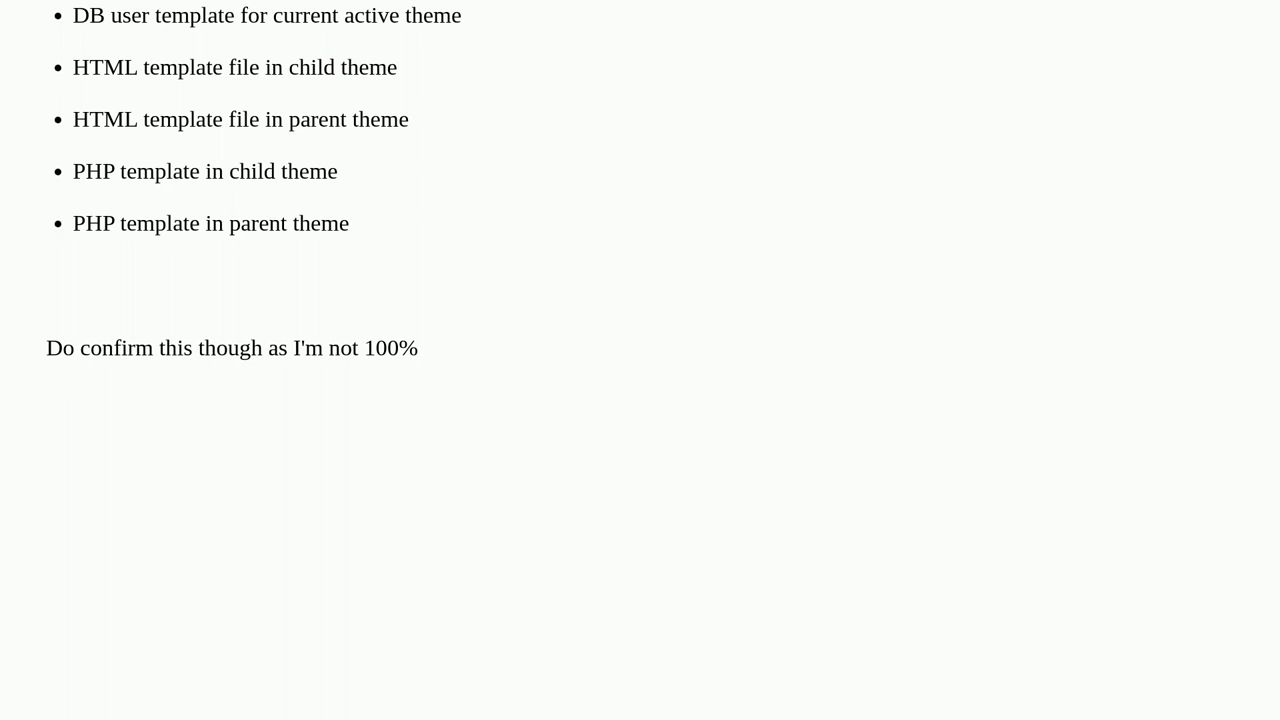 • DB user template for current active theme
• HTML template file in child theme
• HTML template file in parent theme
• PHP template in child theme
• PHP template in parent theme
Do confirm this though as I'm not 100%